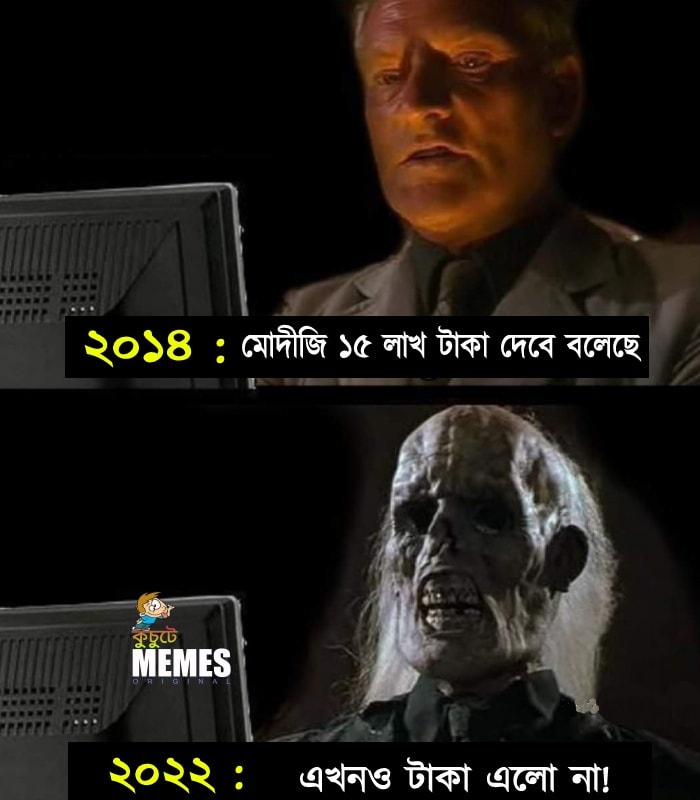 ২০১৪ : মোদীজি ১৫ লাখ টাকা দেবে বলেছে
কুচুটে
MEMES
ORIGINAL
২০২২ : এখনও টাকা এলো না!